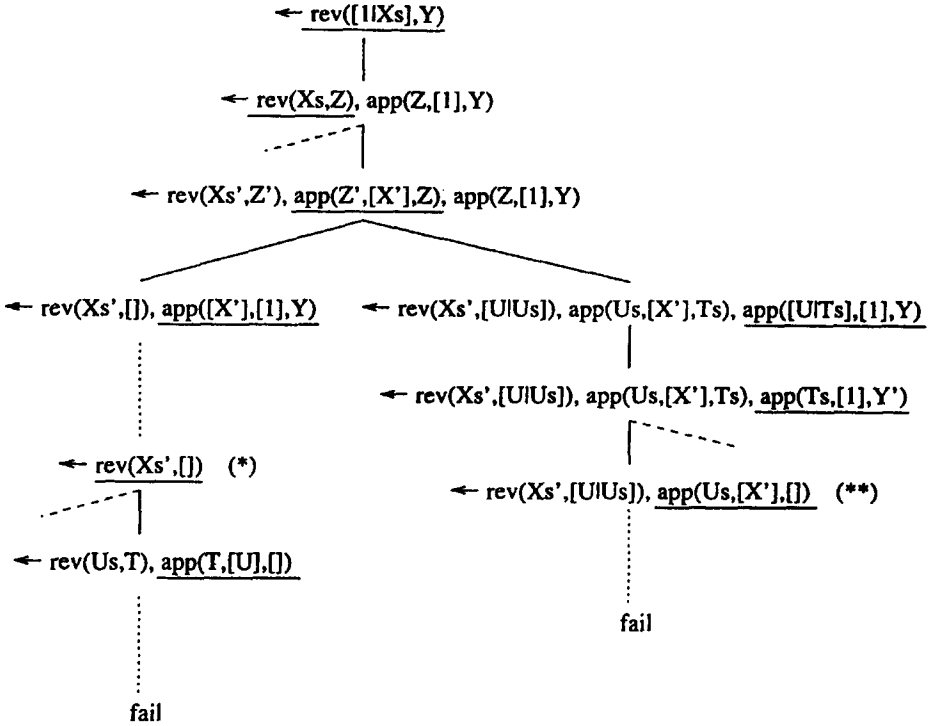 ← rev([1|Xs],Y)
← rev(Xs,Z), app(Z,[1],Y)
← rev(Xs',Z'), app(Z',[X'],Z), app(Z,[1],Y)
← rev(Xs',[]), app([X'],[1],Y)
← rev(Xs',[U|Us]), app(Us,[X'],Ts), app([U|Ts],[1],Y)
← rev(Xs',[U|Us]), app(Us,[X'],Ts), app(Ts,[1],Y')
← rev(Xs',[]) (*)
← rev(Xs',[U|Us]), app(Us,[X'],[]) (**)
← rev(Us,T), app(T,[U],[])
fail
fail